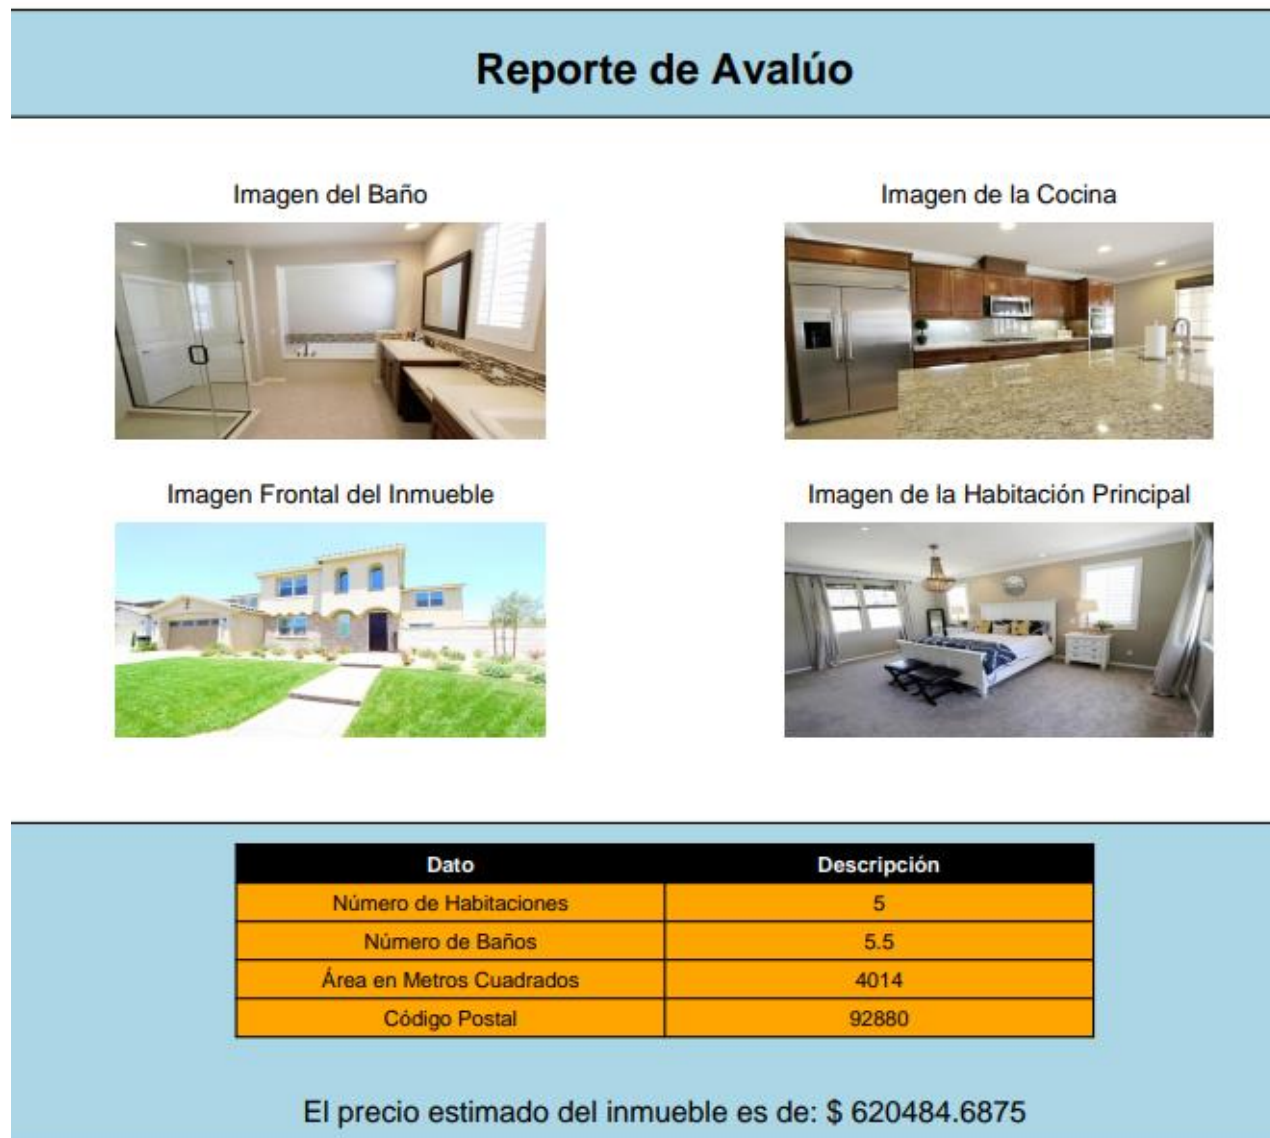 Reporte de Avalúo
Imagen del Baño
Imagen de la Cocina
Imagen Frontal del Inmueble
Imagen de la Habitación Principal
Dato Descripción
Número de Habitaciones 5
Número de Baños 5.5
Área en Metros Cuadrados 4014
Código Postal 92880
El precio estimado del inmueble es de: $ 620484.6875